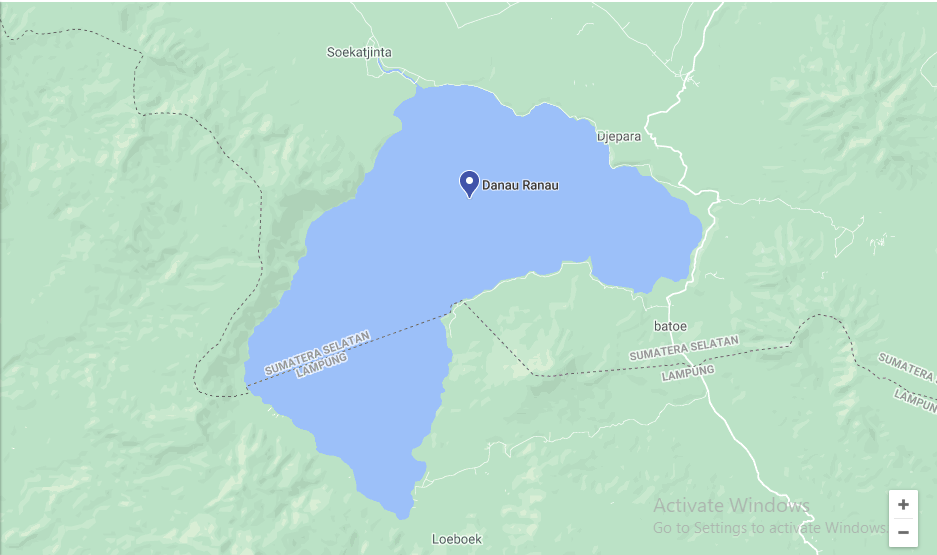 Soekatjinta
Djepara
Danau Ranau
batoe
SUMATERA SELATAN
LAMPUNG
SUMATERA SELATAN
LAMPUNG
SUMATERA
LAMPUN
Activate Windows
Go to Settings to activate Windows.
Loeboek
+
−